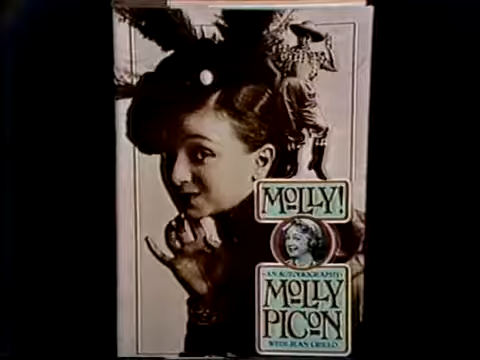 MOLLY!
AN AUTOBIOGRAPHY
MOLLY
PICON
WITH JEAN GRILLO